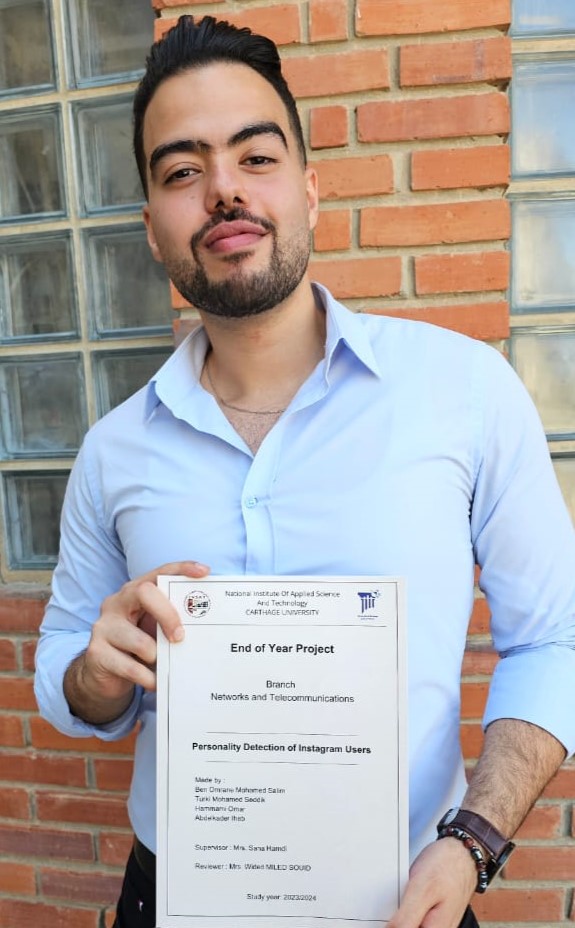 National Institute Of Applied Science
And Technology
CARTHAGE UNIVERSITY
End of Year Project
Branch
Networks and Telecommunications
Personality Detection of Instagram Users
Made by :
Ben Omrane Mohamed Salim
Turki Mohamed Seddik
Hammami Omar
Abdelkader Iheb
Supervisor : Mrs. Sana Hamdi
Reviewer : Mrs. Wided MILED SOUID
Study year: 2023/2024